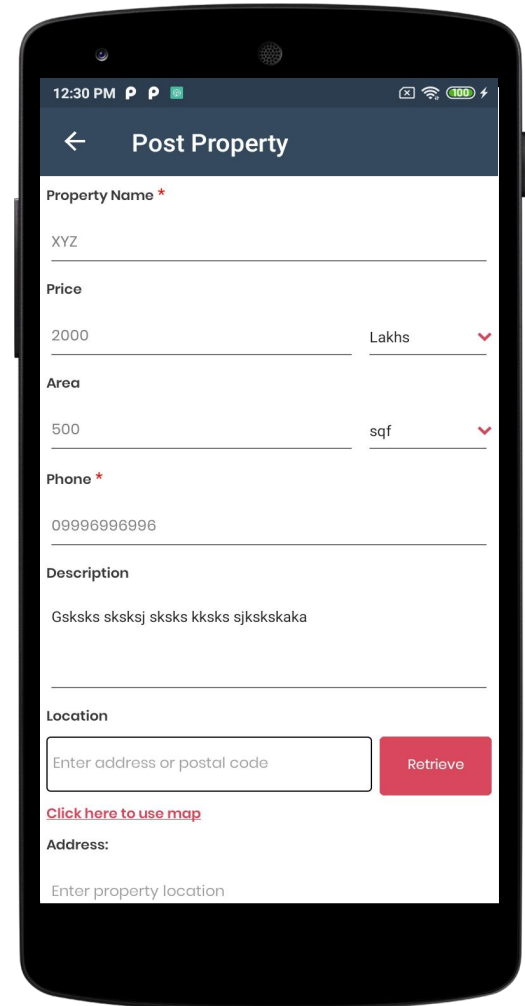 12:30 PM P P 100
Post Property
Property Name *
XYZ
Price
2000 Lakhs
Area
500 sqf
Phone *
09996996996
Description
Gsksks sksksj sksks kksks sjkskskaka
Location
Enter address or postal code Retrieve
Click here to use map
Address:
Enter property location